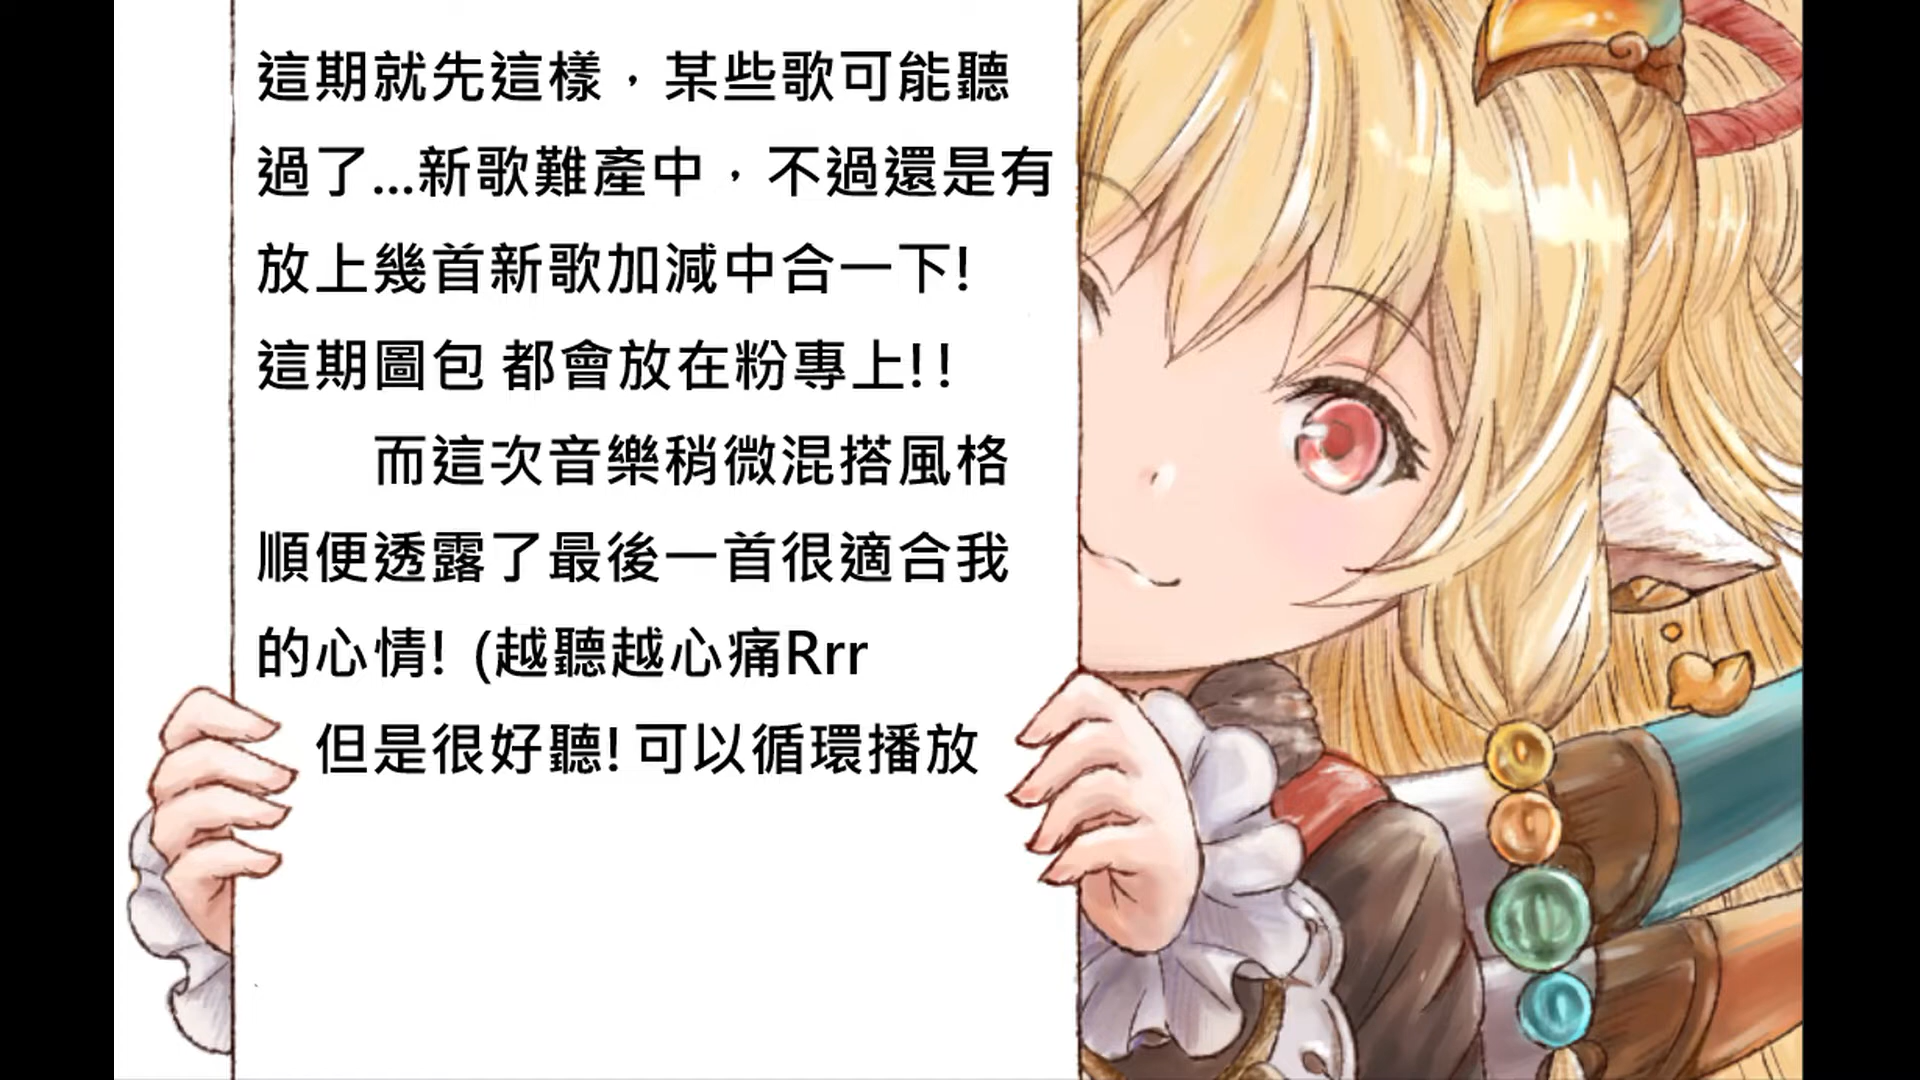 這期就先這樣，某些歌可能聽
過了...新歌難產中，不過還是有
放上幾首新歌加減中合一下!
這期圖包 都會放在粉專上!!
而這次音樂稍微混搭風格
順便透露了最後一首很適合我
的心情! (越聽越心痛Rrr
但是很好聽! 可以循環播放